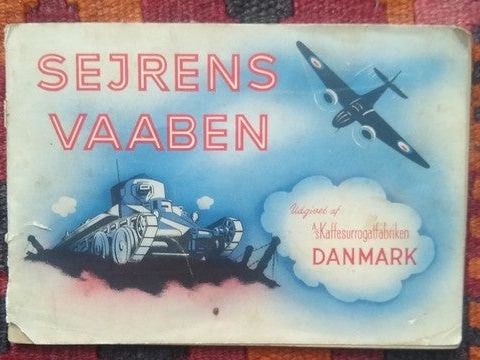 SEJRENS
VAABEN
Udgivet af
A/S Kaffesurrogatfabriken
DANMARK